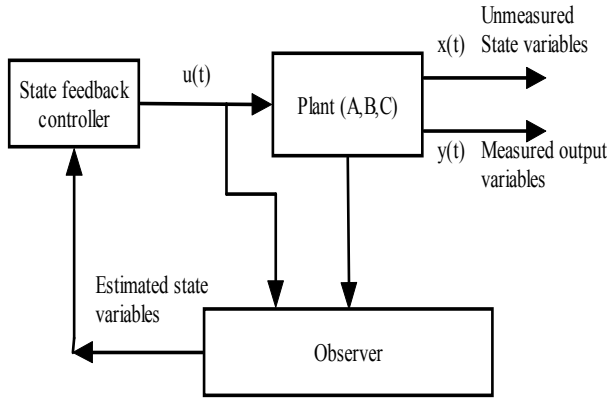 Unmeasured
x(t) State variables
u(t)
State feedback
controller
Plant (A,B,C)
y(t) Measured output
variables
Estimated state
variables
Observer